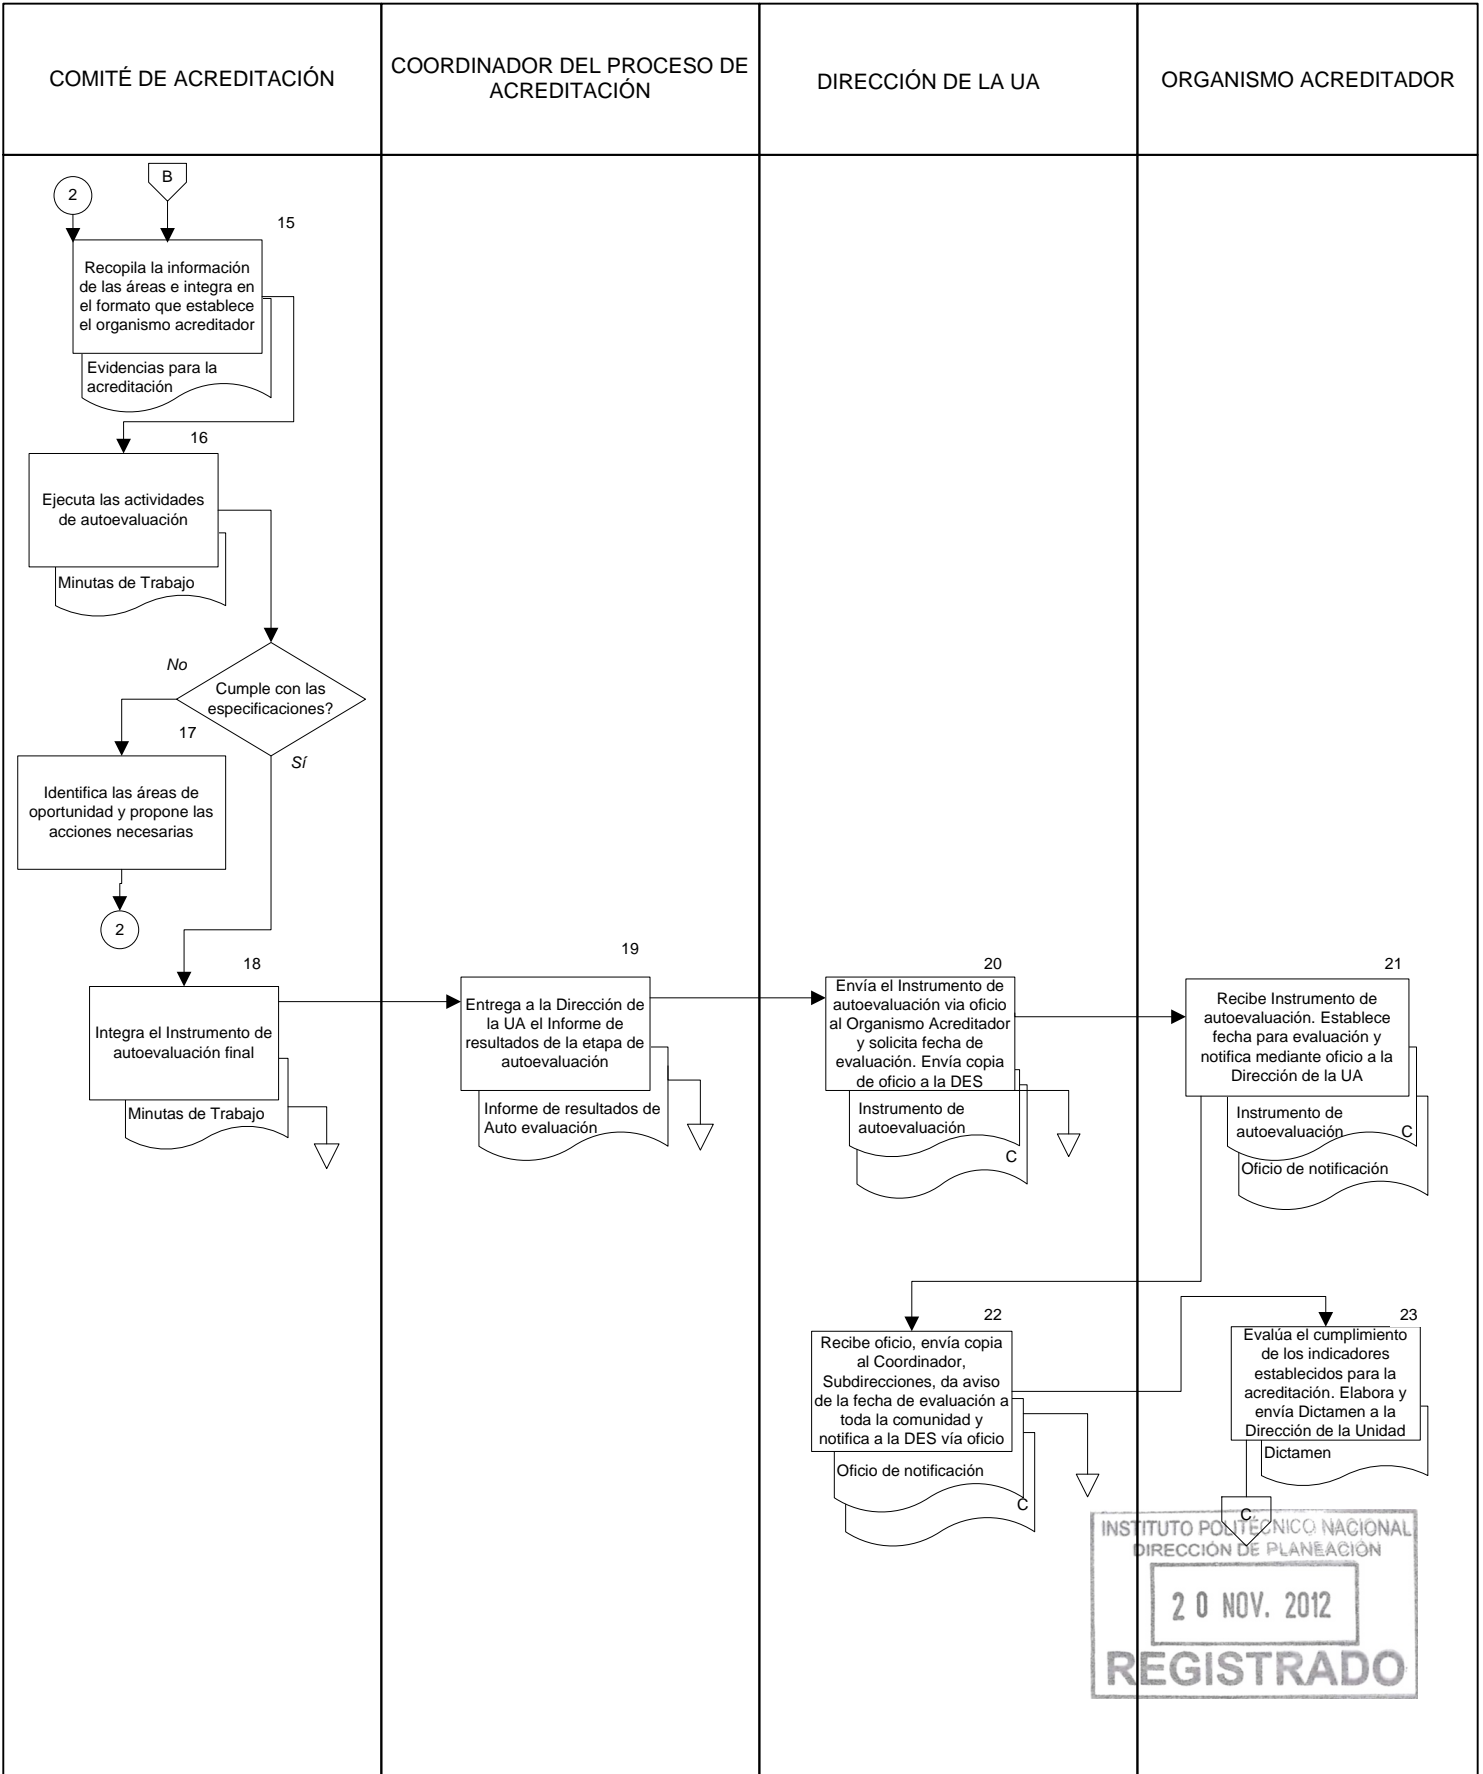 COMITÉ DE ACREDITACIÓN
COORDINADOR DEL PROCESO DE
ACREDITACIÓN
DIRECCIÓN DE LA UA
ORGANISMO ACREDITADOR
2
B
15
Recopila la información
de las áreas e integra en
el formato que establece
el organismo acreditador
Evidencias para la
acreditación
16
Ejecuta las actividades
de autoevaluación
Minutas de Trabajo
No
Cumple con las
especificaciones?
17
Sí
Identifica las áreas de
oportunidad y propone las
acciones necesarias
2
18
Integra el Instrumento de
autoevaluación final
Minutas de Trabajo
19
Entrega a la Dirección de
la UA el Informe de
resultados de la etapa de
autoevaluación
Informe de resultados de
Auto evaluación
20
Envía el Instrumento de
autoevaluación via oficio
al Organismo Acreditador
y solicita fecha de
evaluación. Envía copia
de oficio a la DES
Instrumento de
autoevaluación
C
21
Recibe Instrumento de
autoevaluación. Establece
fecha para evaluación y
notifica mediante oficio a la
Dirección de la UA
Instrumento de
autoevaluación
C
Oficio de notificación
22
Recibe oficio, envía copia
al Coordinador,
Subdirecciones, da aviso
de la fecha de evaluación a
toda la comunidad y
notifica a la DES vía oficio
Oficio de notificación
C
23
Evalúa el cumplimiento
de los indicadores
establecidos para la
acreditación. Elabora y
envía Dictamen a la
Dirección de la Unidad
Dictamen
C
INSTITUTO POLITÉCNICO NACIONAL
DIRECCIÓN DE PLANEACIÓN
20 NOV. 2012
REGISTRADO